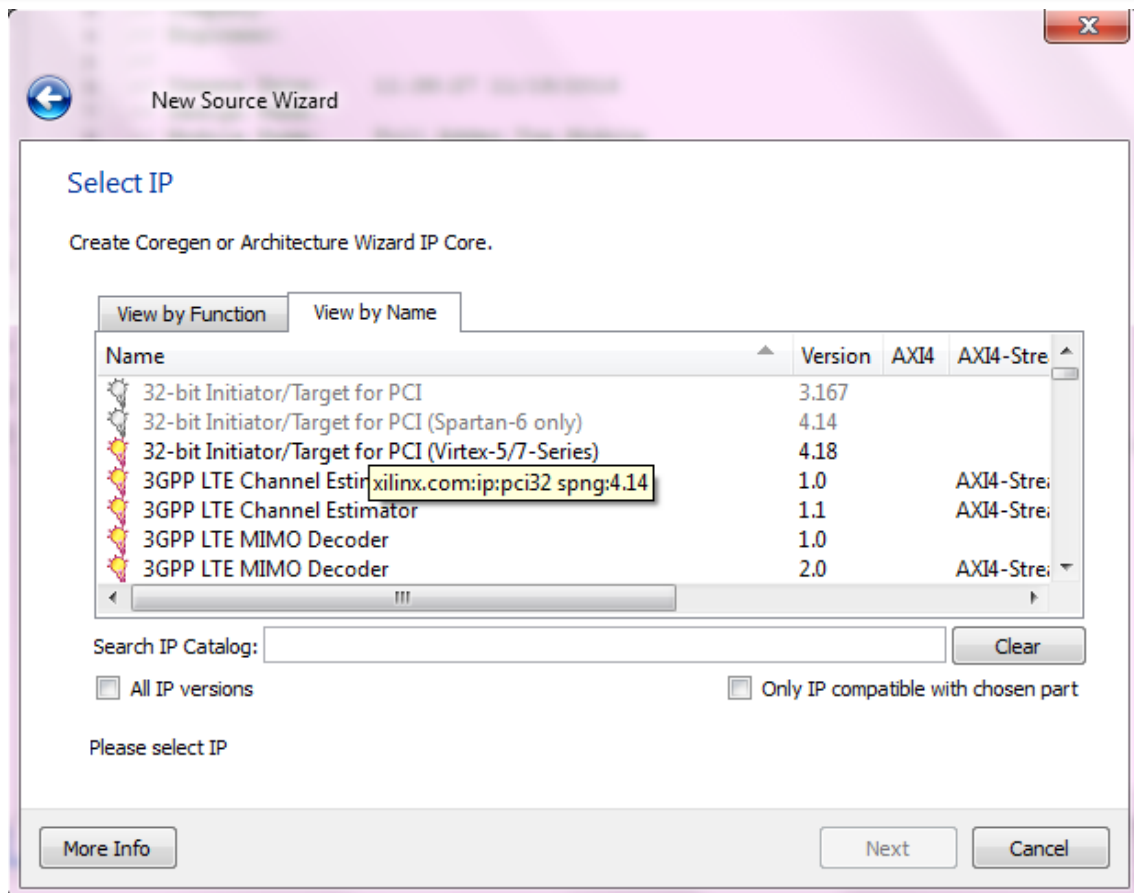 New Source Wizard
Select IP
Create Coregen or Architecture Wizard IP Core.
View by Function View by Name
Name Version AXI4 AXI4-Stre
32-bit Initiator/Target for PCI 3.167
32-bit Initiator/Target for PCI (Spartan-6 only) 4.14
32-bit Initiator/Target for PCI (Virtex-5/7-Series) 4.18
3GPP LTE Channel Estir xilinx.com:ip:pci32 spng:4.14 1.0 AXI4-Stre
3GPP LTE Channel Estimator 1.1 AXI4-Stre
3GPP LTE MIMO Decoder 1.0
3GPP LTE MIMO Decoder 2.0 AXI4-Stre
Search IP Catalog: Clear
All IP versions Only IP compatible with chosen part
Please select IP
More Info Next Cancel